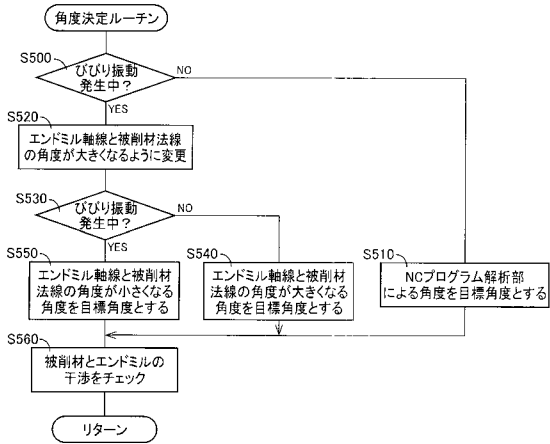 角度決定ルーチン
S500
びびり振動
発生中?
NO
YES
S520
エンドミル軸線と被削材法線
の角度が大きくなるように変更
S530
びびり振動
発生中?
NO
YES
S550
エンドミル軸線と被削材
法線の角度が小さくなる
角度を目標角度とする
S540
エンドミル軸線と被削材
法線の角度が大きくなる
角度を目標角度とする
S510
NCプログラム解析部
による角度を目標角度とする
S560
被削材とエンドミルの
干渉をチェック
リターン